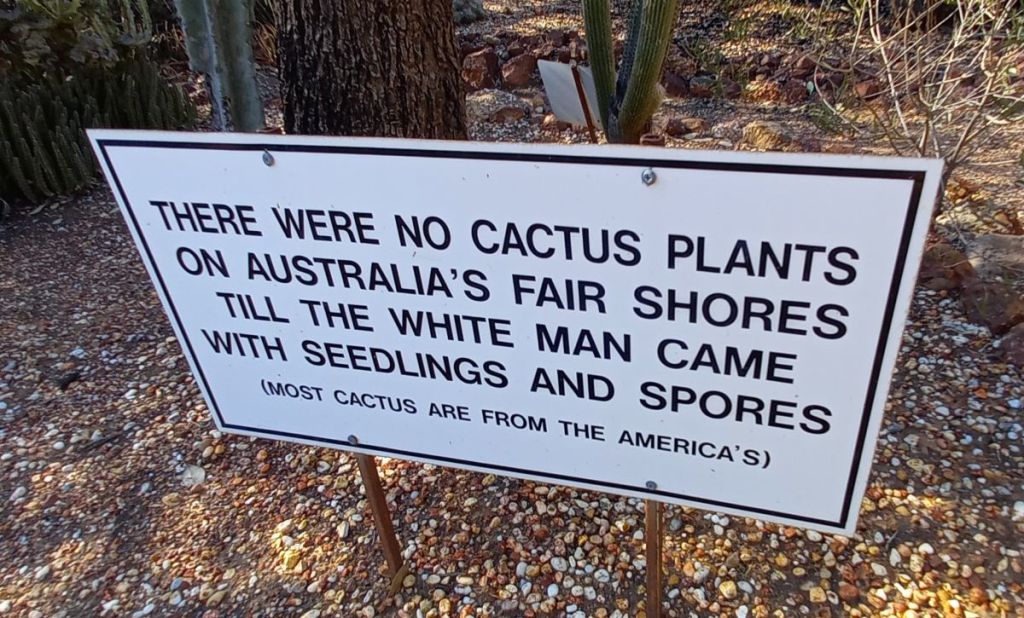 THERE WERE NO CACTUS PLANTS
ON AUSTRALIA'S FAIR SHORES
TILL THE WHITE MAN CAME
WITH SEEDLINGS AND SPORES
(MOST CACTUS ARE FROM THE AMERICA'S)